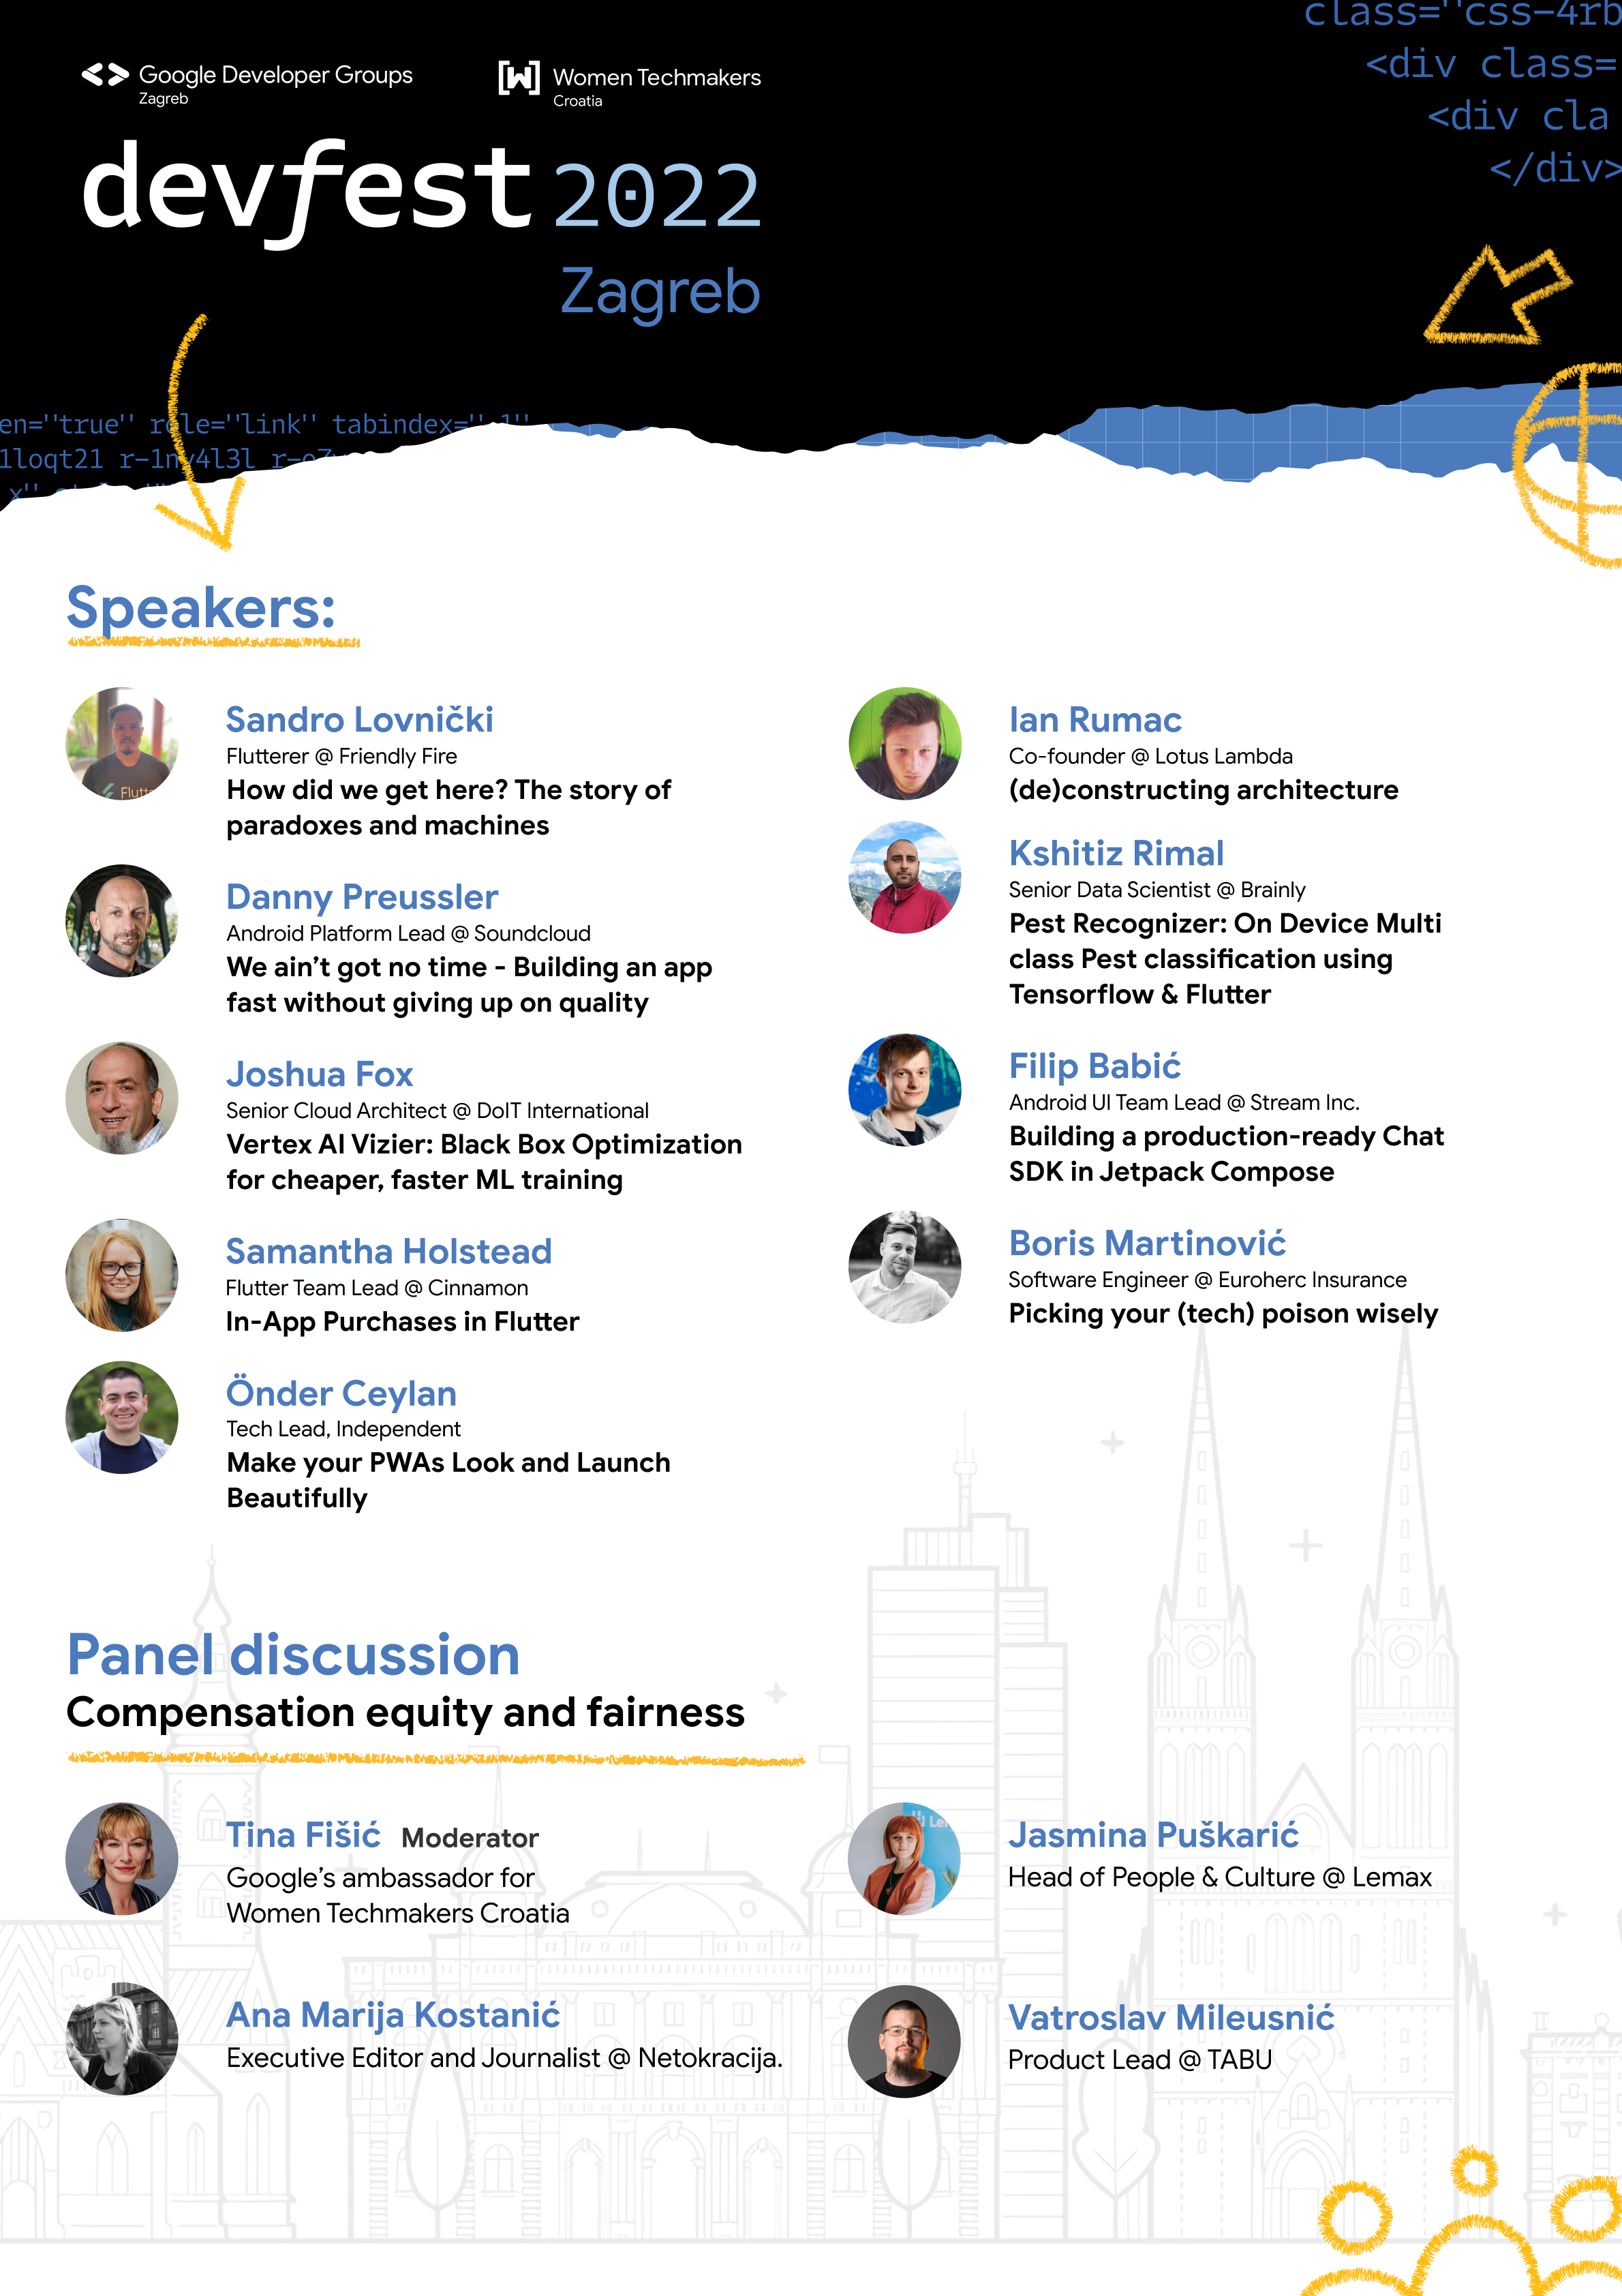 class="css-4rb
<div class=
<div cla
</div>
Google Developer Groups
Zagreb
Women Techmakers
Croatia
devfest 2022
Zagreb
en="true" role="link" tabindex="-1"
1loqt21 r-1ny4l3l
Speakers:
Sandro Lovnički
Flutterer @ Friendly Fire
How did we get here? The story of
paradoxes and machines
Danny Preussler
Android Platform Lead @ Soundcloud
We ain't got no time - Building an app
fast without giving up on quality
Joshua Fox
Senior Cloud Architect @ DoIT International
Vertex AI Vizier: Black Box Optimization
for cheaper, faster ML training
Samantha Holstead
Flutter Team Lead @ Cinnamon
In-App Purchases in Flutter
Önder Ceylan
Tech Lead, Independent
Make your PWAs Look and Launch
Beautifully
Ian Rumac
Co-founder @ Lotus Lambda
(de)constructing architecture
Kshitiz Rimal
Senior Data Scientist @ Brainly
Pest Recognizer: On Device Multi
class Pest classification using
Tensorflow & Flutter
Filip Babić
Android UI Team Lead @ Stream Inc.
Building a production-ready Chat
SDK in Jetpack Compose
Boris Martinović
Software Engineer @ Euroherc Insurance
Picking your (tech) poison wisely
Panel discussion
Compensation equity and fairness
Tina Fišić Moderator
Google's ambassador for
Women Techmakers Croatia
Ana Marija Kostanić
Executive Editor and Journalist @ Netokracija.
Jasmina Puškarić
Head of People & Culture @ Lemax
Vatroslav Mileusnić
Product Lead @ TABU